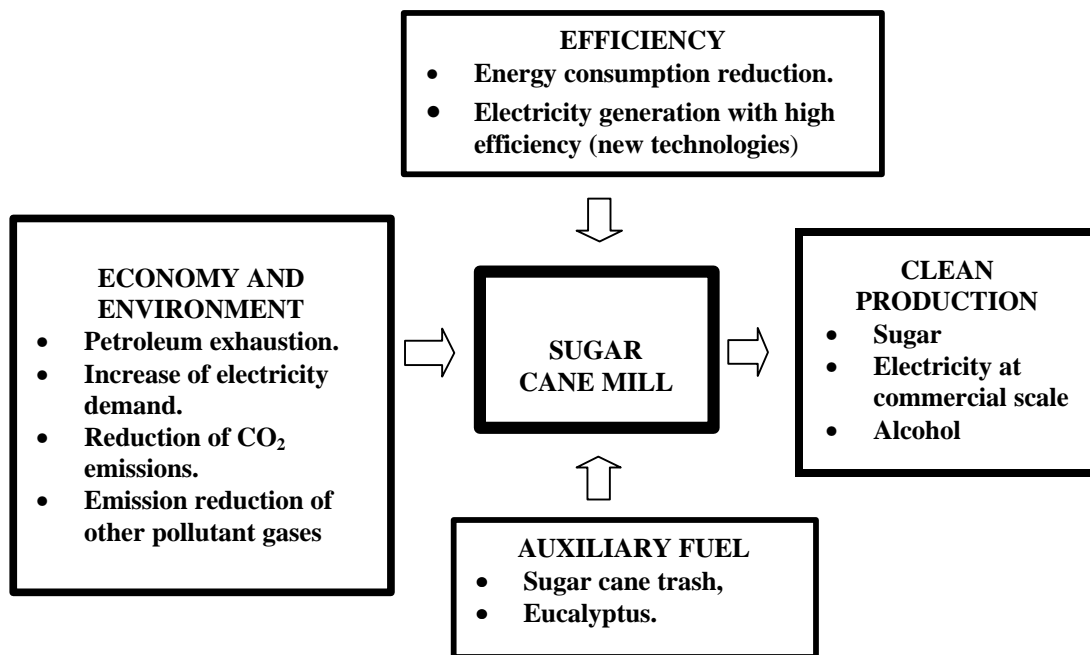 EFFICIENCY
• Energy consumption reduction.
• Electricity generation with high
efficiency (new technologies)
ECONOMY AND
ENVIRONMENT
• Petroleum exhaustion.
• Increase of electricity
demand.
• Reduction of CO₂
emissions.
• Emission reduction of
other pollutant gases
SUGAR
CANE MILL
CLEAN
PRODUCTION
• Sugar
• Electricity at
commercial scale
• Alcohol
AUXILIARY FUEL
• Sugar cane trash,
• Eucalyptus.